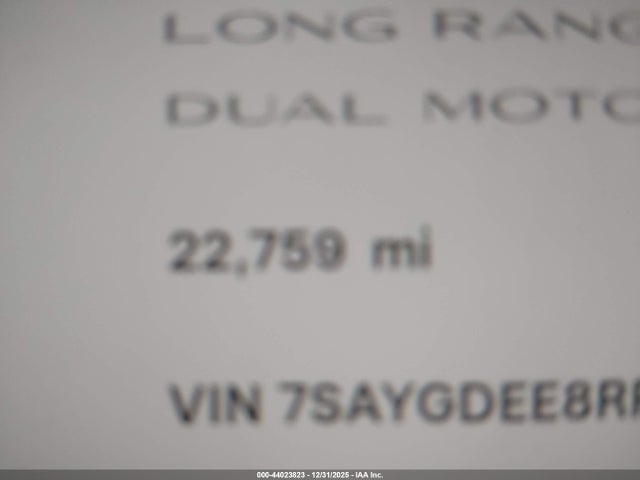 LONG RANG
DUAL MOTO
22,759 mi
VIN 7SAYGDEE8R
000-44023823 - 12/31/2025 - IAA Inc.